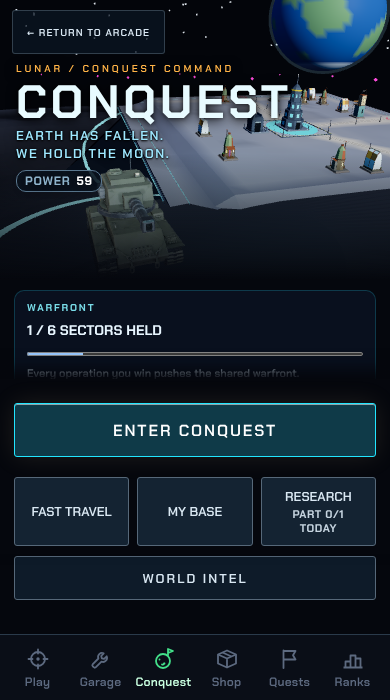 ← RETURN TO ARCADE
LUNAR / CONQUEST COMMAND
CONQUEST
EARTH HAS FALLEN.
WE HOLD THE MOON.
POWER 59
WARFRONT
1 / 6 SECTORS HELD
Every operation you win pushes the shared warfront.
ENTER CONQUEST
FAST TRAVEL
MY BASE
RESEARCH
PART 0/1
TODAY
WORLD INTEL
Play
Garage
Conquest
Shop
Quests
Ranks